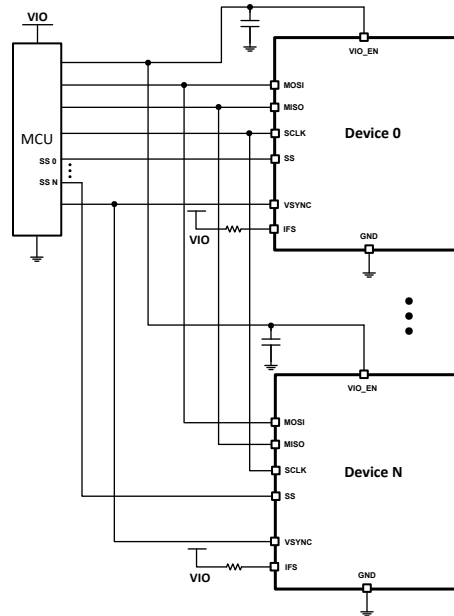 VIO
VIO_EN
MOSI
MISO
MCU
SCLK
Device 0
SS 0
SS
SS N
VSYNC
VIO
IFS
GND
VIO_EN
MOSI
MISO
SCLK
Device N
SS
VSYNC
VIO
IFS
GND